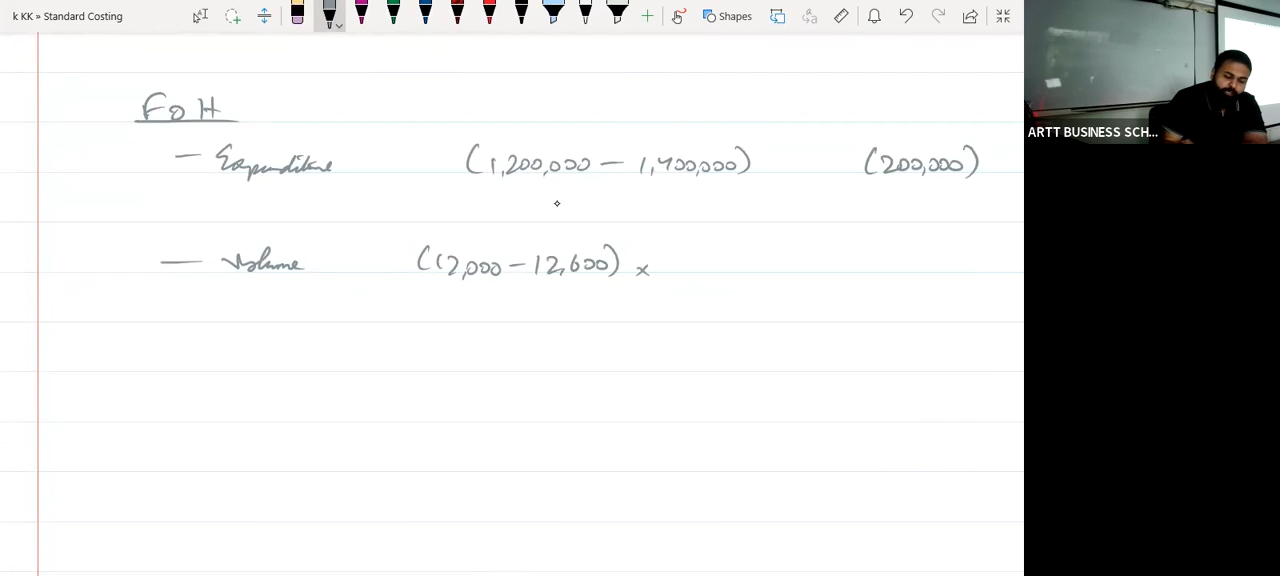 k KK » Standard Costing
Shapes
ARTT BUSINESS SCH...
FOH
— Expenditure (1,200,000 — 1,400,000) (200,000)
— Volume (12,000 – 12,600) x